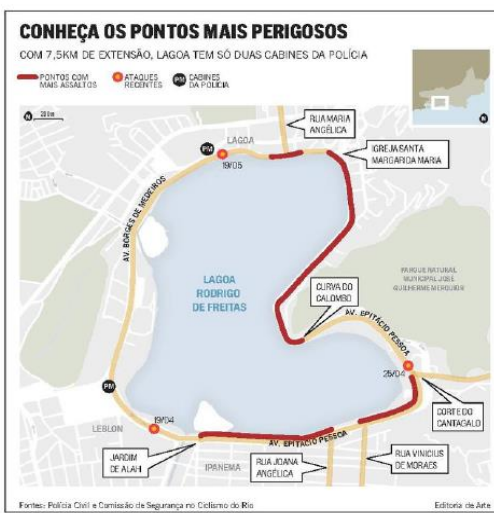 CONHEÇA OS PONTOS MAIS PERIGOSOS
COM 7,5KM DE EXTENSÃO, LAGOA TEM SÓ DUAS CABINES DA POLÍCIA
PONTOS COM
MAIS ASSALTOS
ATAQUES
RECENTES
PM
CABINES
DA POLÍCIA
N
N
RUA MARIA
ANGÉLICA
LAGOA
PM
19/05
IGREJA SANTA
MARGARIDA MARIA
AV. BORGES DE MEDEIROS
LAGOA
RODRIGO
DE FREITAS
PARQUE NATURAL
MUNICIPAL JOSÉ
GUILHERME MERQUIOR
CURVA DO
CALOMBO
AV. EPITÁCIO PESSOA
25/04
PM
19/04
LEBLON
CORTE DO
CANTAGALO
JARDIM
DE ALAH
AV. EPITÁCIO PESSOA
IPANEMA
RUA JOANA
ANGÉLICA
RUA VINICIUS
DE MORAES
Fontes: Polícia Civil e Comissão de Segurança no Ciclismo do Rio
Editoria de Arte